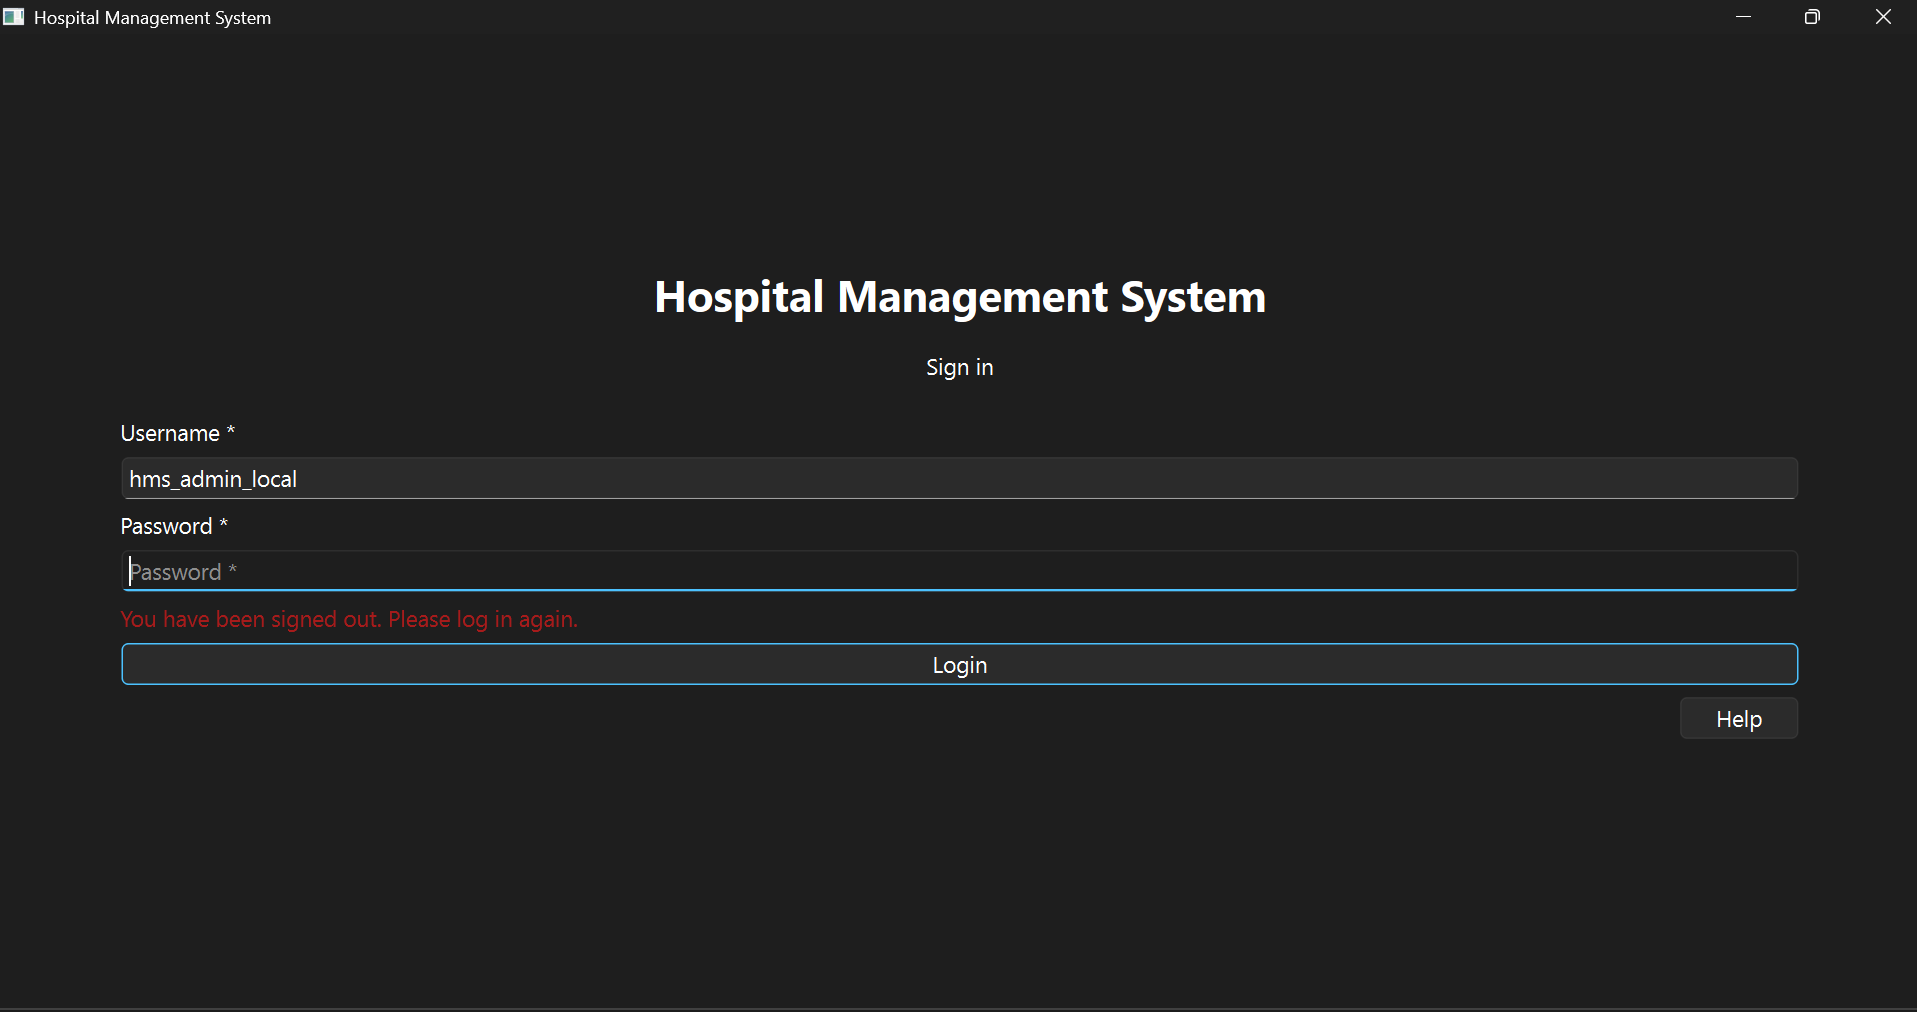 Hospital Management System
Hospital Management System
Sign in
Username *
hms_admin_local
Password *
Password *
You have been signed out. Please log in again.
Login
Help